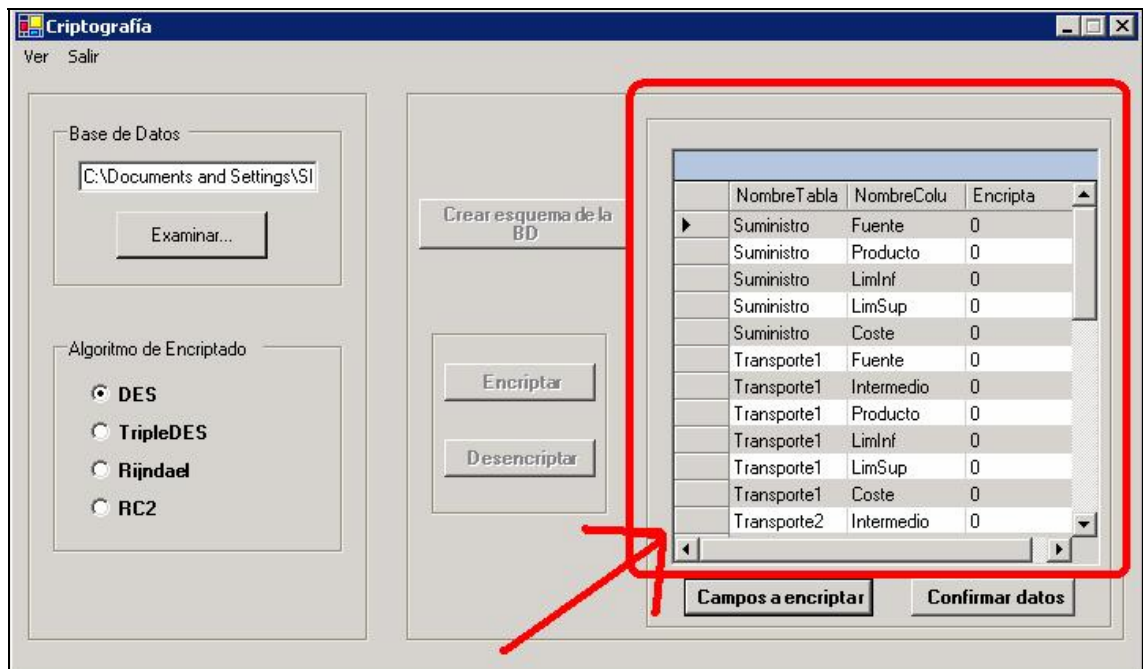 Criptografía
Ver Salir
Base de Datos
C:\Documents and Settings\SI
Examinar...
Algoritmo de Encriptado
DES
TripleDES
Rijndael
RC2
Crear esquema de la
BD
Encriptar
Desencriptar
NombreTabla NombreColu Encripta
Suministro Fuente 0
Suministro Producto 0
Suministro LimInf 0
Suministro LimSup 0
Suministro Coste 0
Transporte1 Fuente 0
Transporte1 Intermedio 0
Transporte1 Producto 0
Transporte1 LimInf 0
Transporte1 LimSup 0
Transporte1 Coste 0
Transporte2 Intermedio 0
Campos a encriptar Confirmar datos